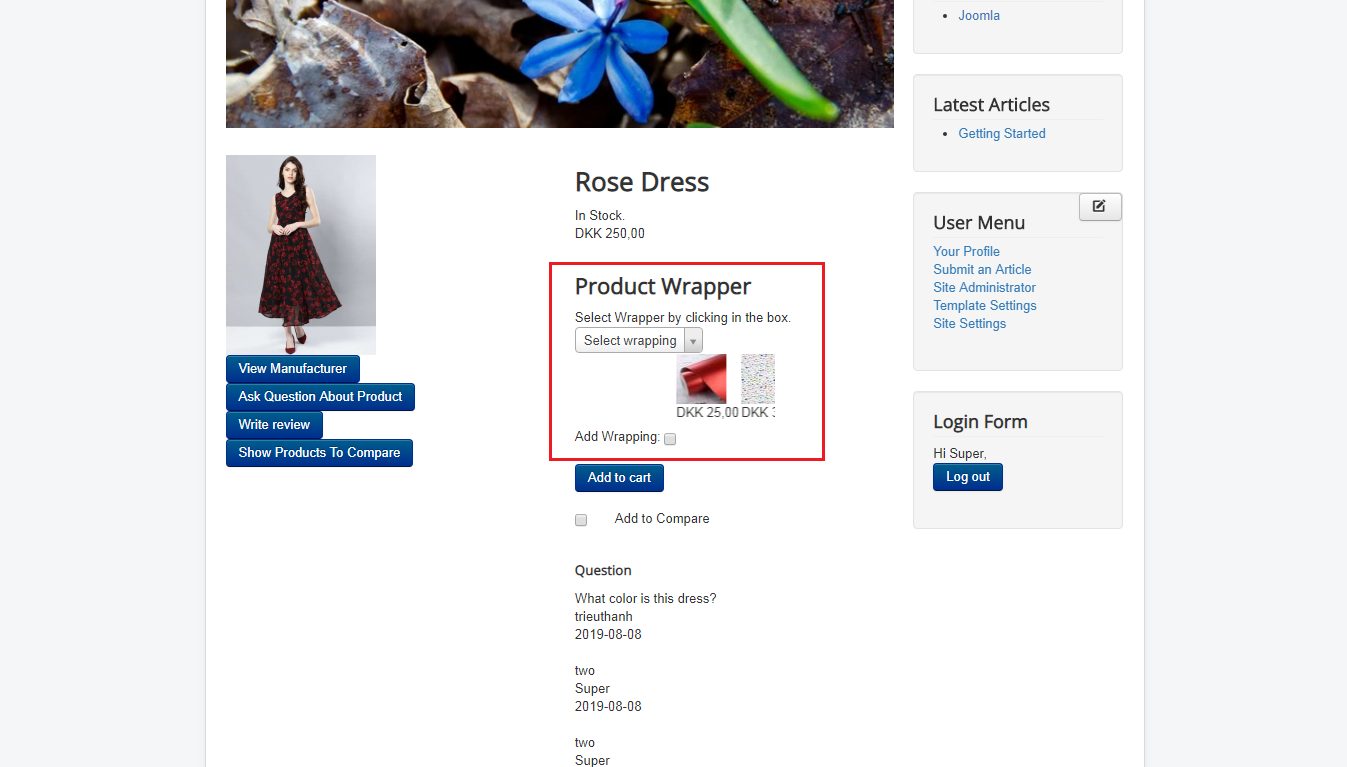 Rose Dress
In Stock.
DKK 250,00
Product Wrapper
Select Wrapper by clicking in the box.
Select wrapping
DKK 25,00 DKK
Add Wrapping:
View Manufacturer
Ask Question About Product
Write review
Show Products To Compare
Add to cart
Add to Compare
Question
What color is this dress?
trieuthanh
2019-08-08
two
Super
2019-08-08
two
Super
Joomla
Latest Articles
Getting Started
User Menu
Your Profile
Submit an Article
Site Administrator
Template Settings
Site Settings
Login Form
Hi Super,
Log out